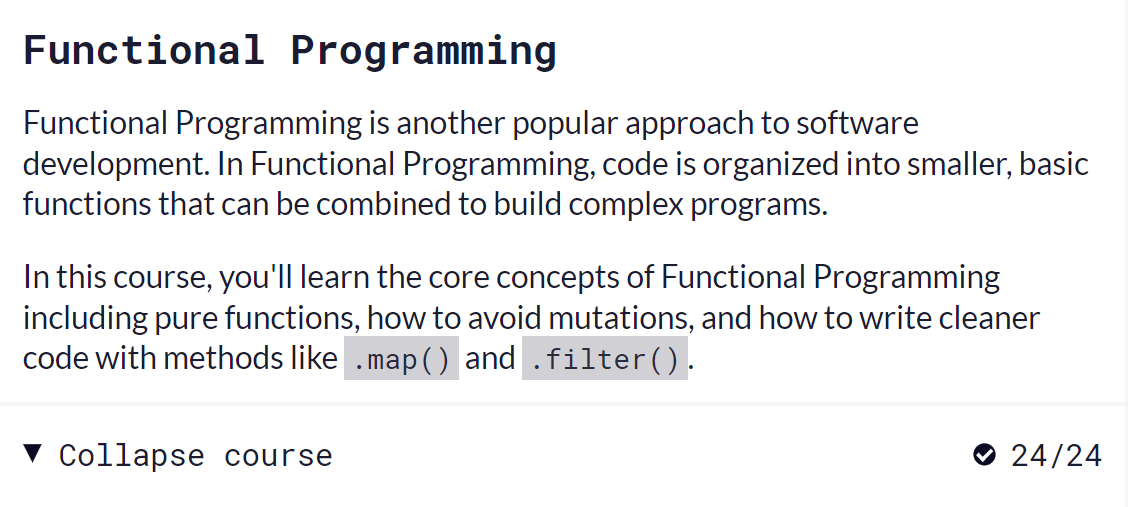 Functional Programming
Functional Programming is another popular approach to software
development. In Functional Programming, code is organized into smaller, basic
functions that can be combined to build complex programs.
In this course, you'll learn the core concepts of Functional Programming
including pure functions, how to avoid mutations, and how to write cleaner
code with methods like .map() and .filter().
Collapse course 24/24